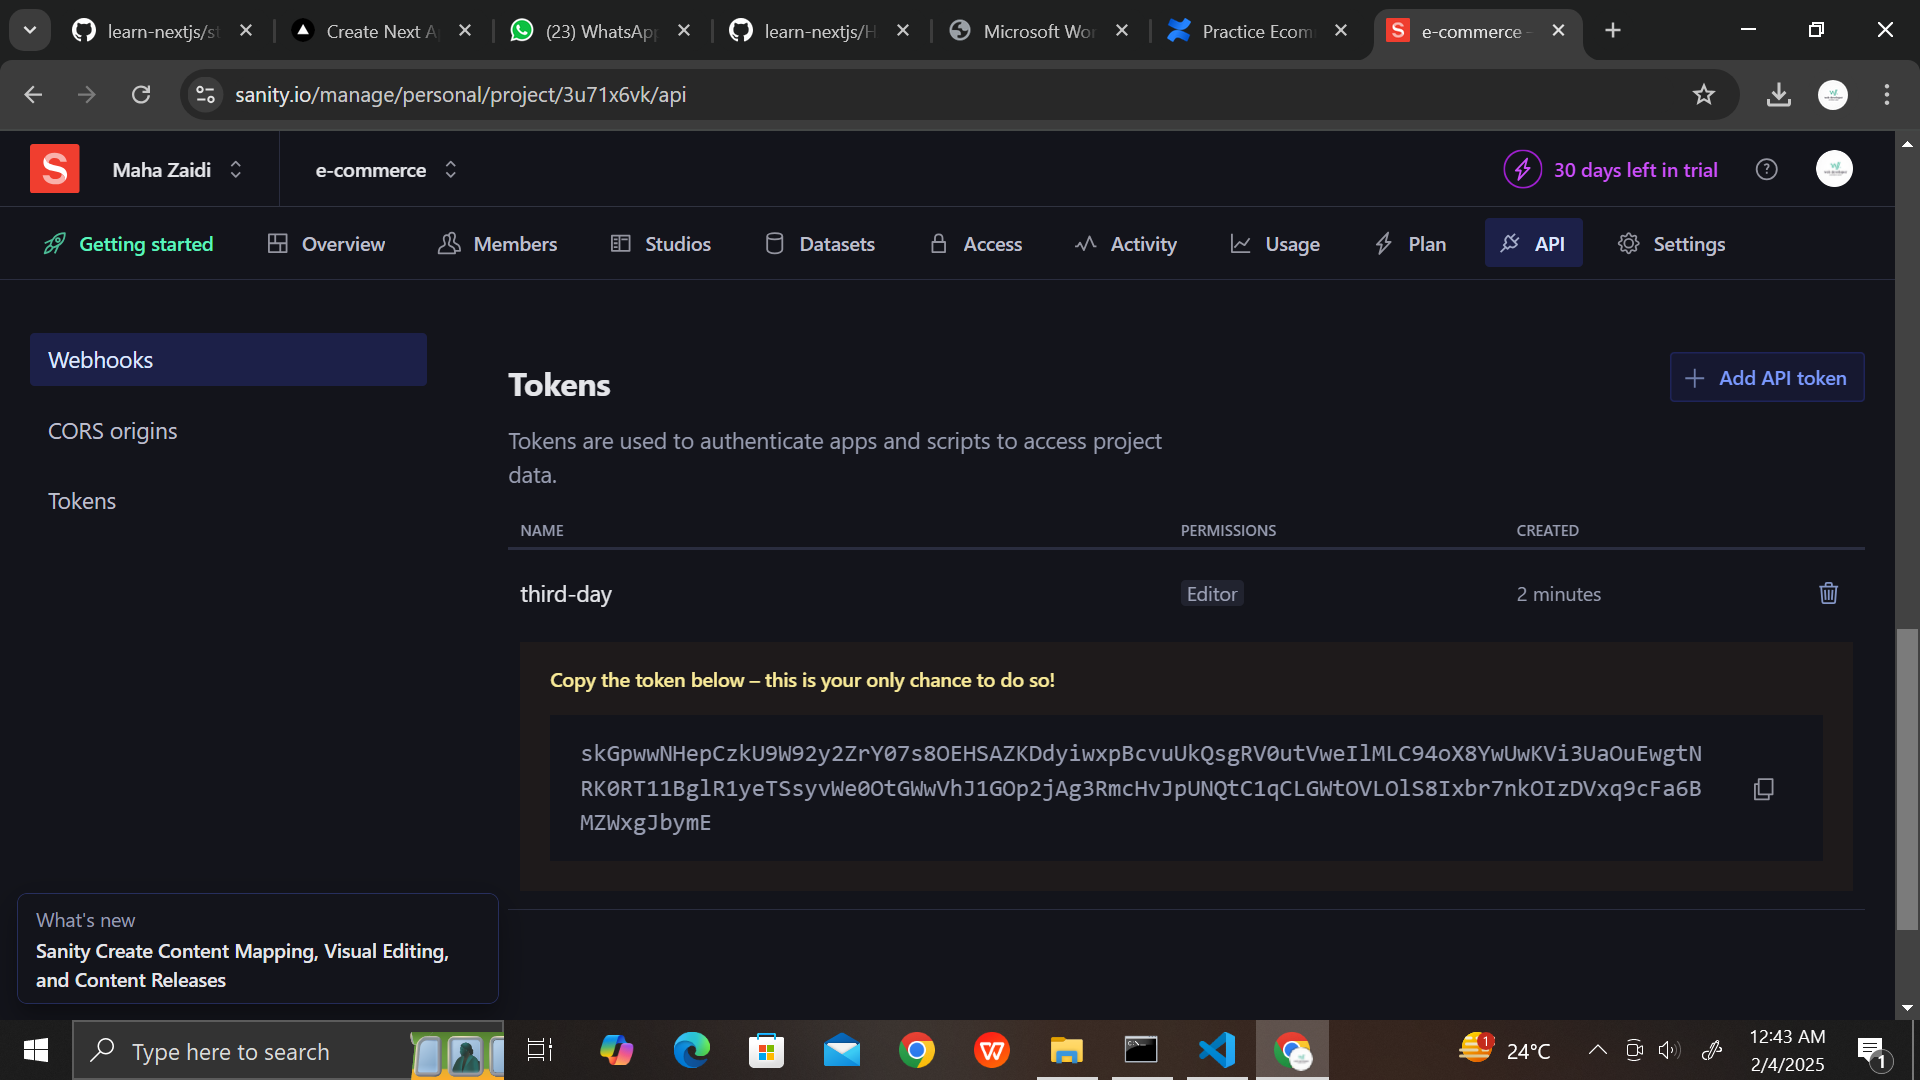 learn-nextjs/st
Create Next A
(23) WhatsApp
learn-nextjs/H
Microsoft Wor
Practice Ecom
e-commerce -
sanity.io/manage/personal/project/3u71x6vk/api
S Maha Zaidi e-commerce 30 days left in trial
Getting started Overview Members Studios Datasets Access Activity Usage Plan API Settings
Webhooks
CORS origins
Tokens
Tokens
Add API token
Tokens are used to authenticate apps and scripts to access project
data.
NAME PERMISSIONS CREATED
third-day Editor 2 minutes
Copy the token below – this is your only chance to do so!
skGpwwNHepCzkU9W92y2ZrY07s8OEHSAZKDdyiwxpBcvuUkQsgRV0utVweIlMLC94oX8YwUwKVi3UaOuEwgtN
RK0RT11BglR1yeTSsyvWe0OtGWwVhJ1GOp2jAg3RmcHvJpUNQtC1qCLGWtOVLOlS8Ixbr7nkOIzDVxq9cFa6B
MZWxgJbymE
What's new
Sanity Create Content Mapping, Visual Editing,
and Content Releases
Type here to search
1
24°C
12:43 AM
2/4/2025
1